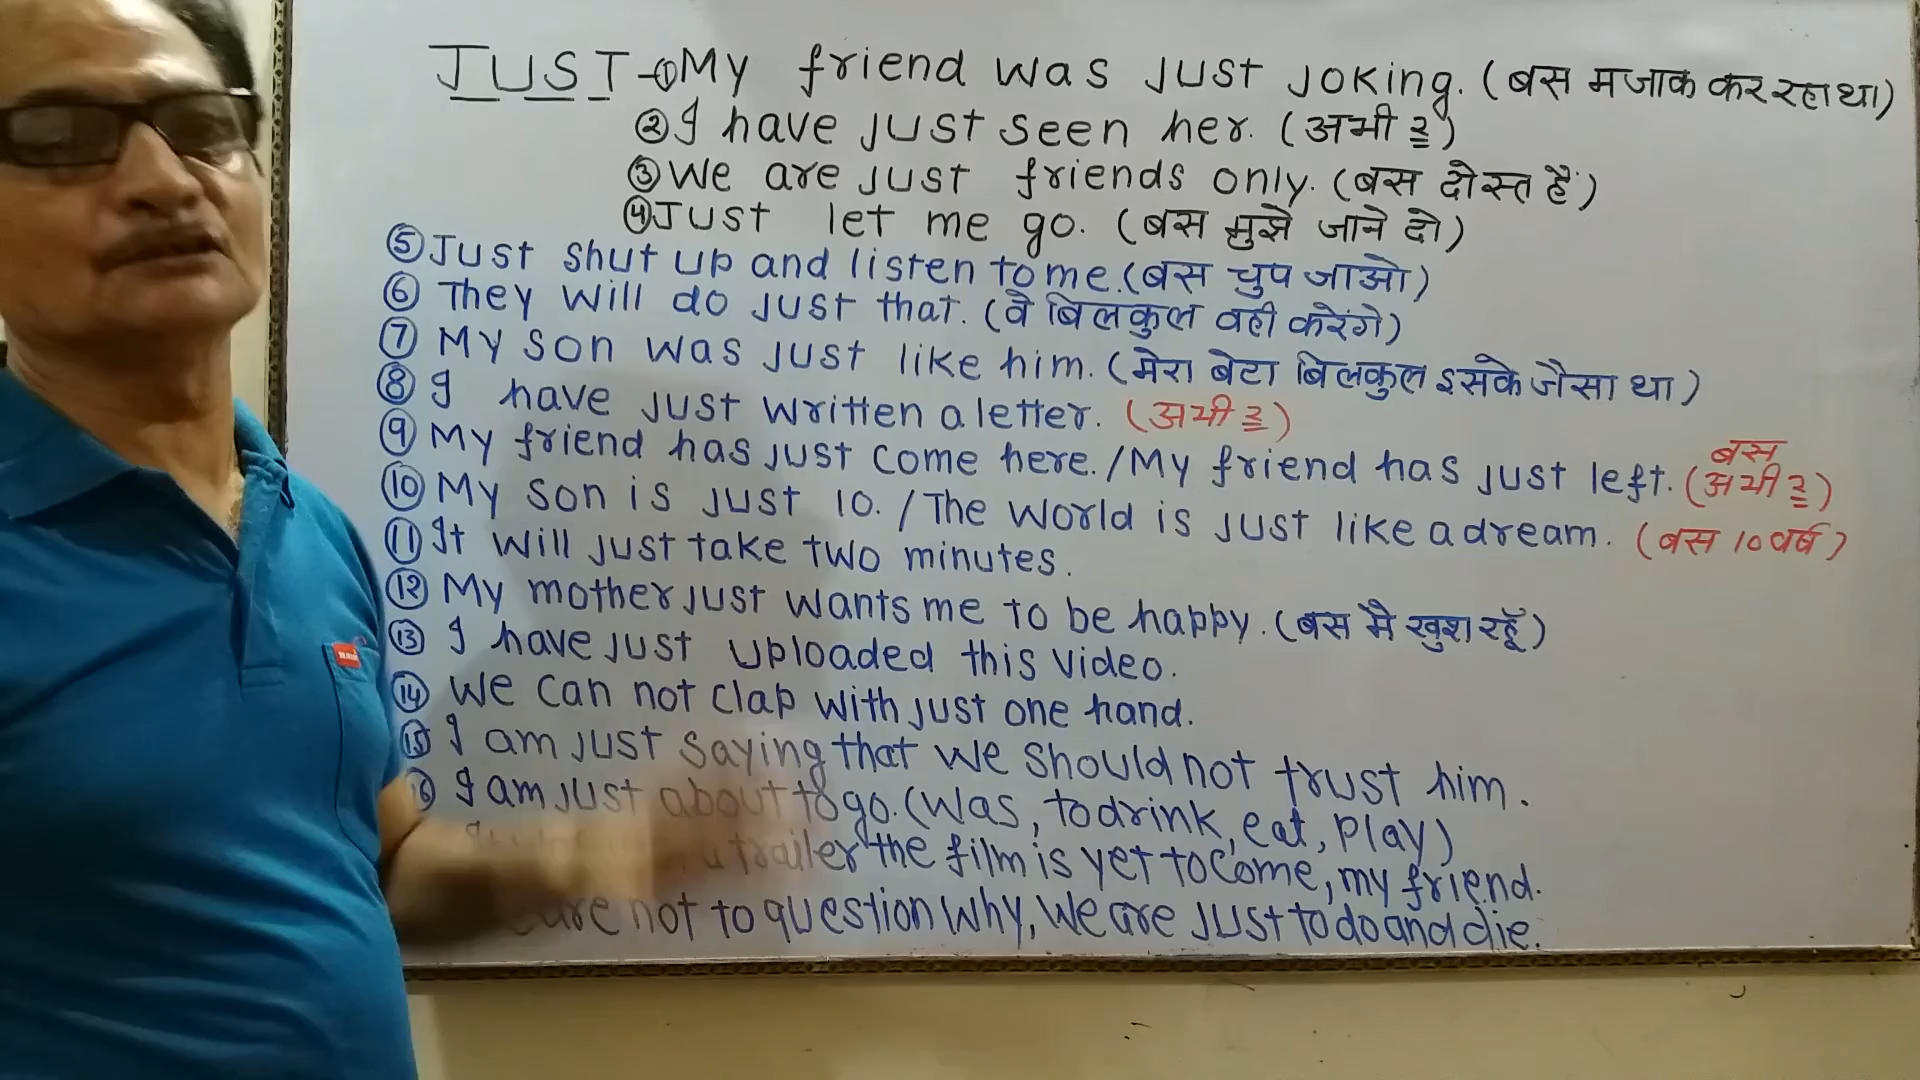 JUST-① My friend was just joking. (बस मजाक कर रहा था)
② I have just seen her. (अभी २)
③ We are just friends only. (बस दोस्त हैं)
④ Just let me go. (बस मुझे जाने दो)
⑤ Just shut up and listen to me. (बस चुप जाओ)
⑥ They will do just that. (वे बिलकुल वही करेंगे)
⑦ My son was just like him. (मेरा बेटा बिलकुल इसके जैसा था)
⑧ I have just written a letter. (अभी २)
⑨ My friend has just come here. / My friend has just left. (बस अभी २)
⑩ My son is just 10. / The world is just like a dream. (बस 10 वर्ष)
⑪ It will just take two minutes.
⑫ My mother just wants me to be happy. (बस मैं खुश रहूँ)
⑬ I have just uploaded this video.
⑭ We can not clap with just one hand.
⑮ I am just saying that we should not trust him.
⑯ I am just about to go. (was, to drink, eat, play)
trailer the film is yet to come, my friend.
are not to question why, we are just to do and die.